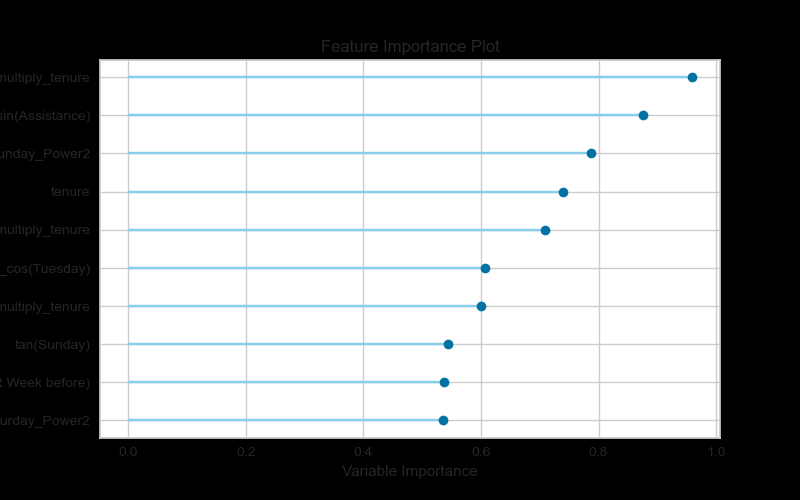 Feature Importance Plot
multiply_tenure
sin(Assistance)
unday_Power2
tenure
multiply_tenure
_cos(Tuesday)
multiply_tenure
tan(Sunday)
R Week before)
urday_Power2
0.0 0.2 0.4 0.6 0.8 1.0
Variable Importance